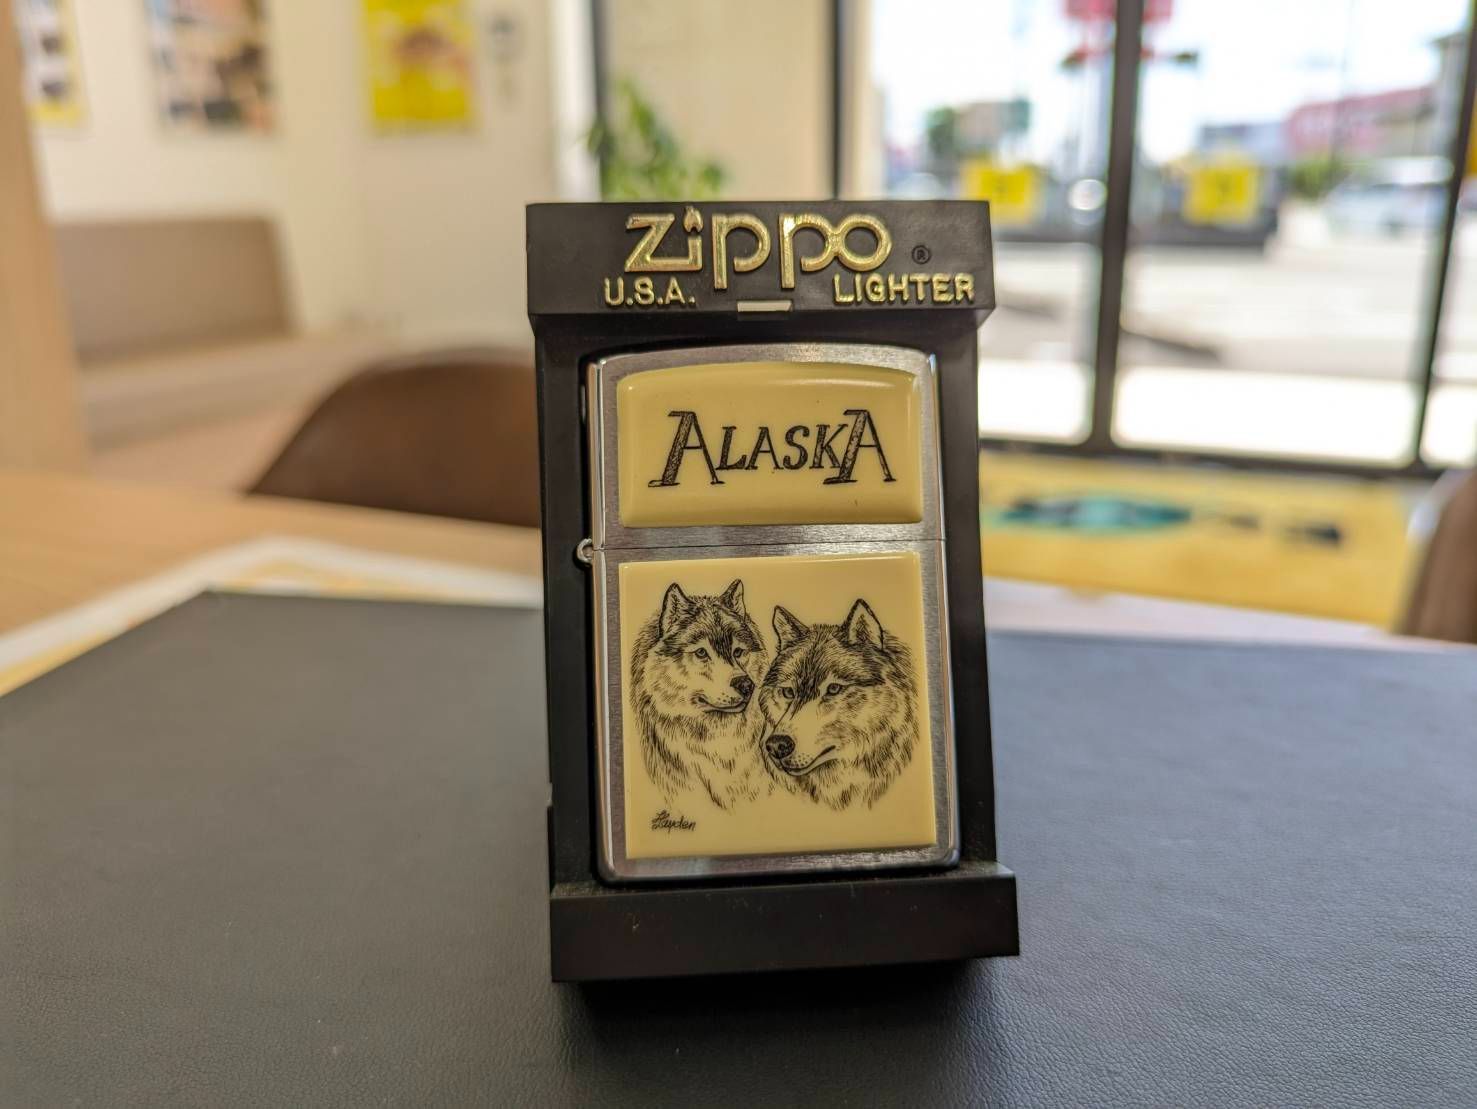 Zippo ®
U.S.A. LIGHTER
ALASKA